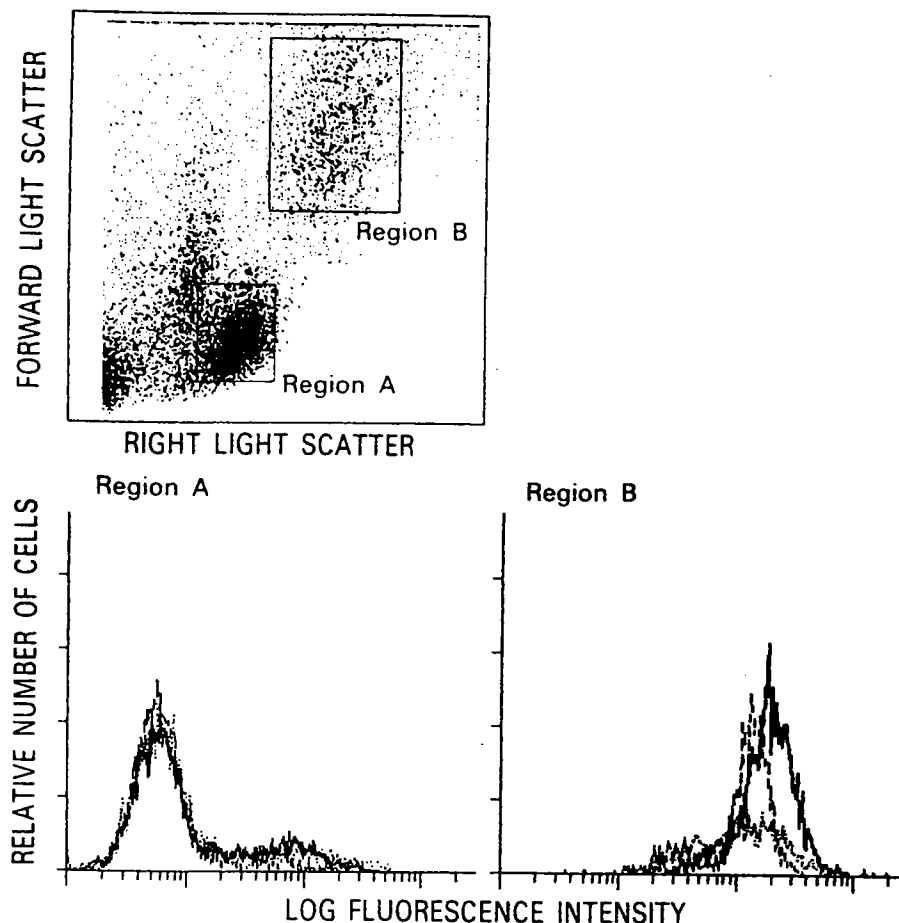 FORWARD LIGHT SCATTER
Region B
Region A
RIGHT LIGHT SCATTER
Region A
Region B
RELATIVE NUMBER OF CELLS
LOG FLUORESCENCE INTENSITY